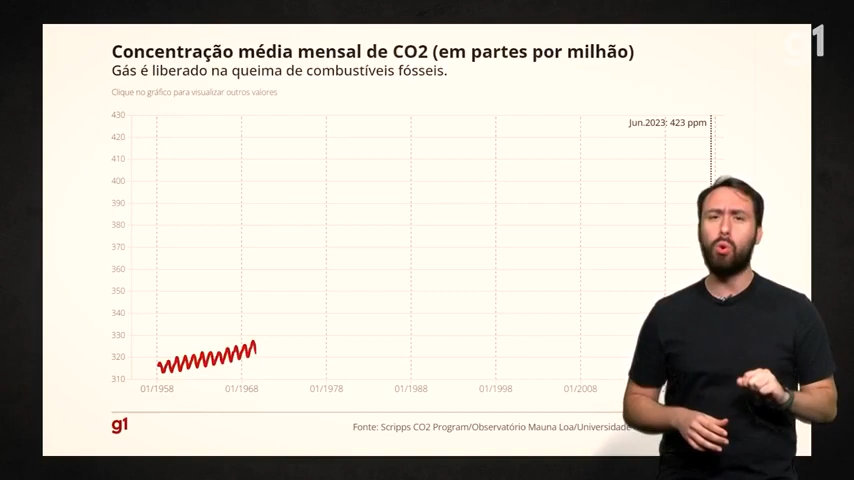 Concentração média mensal de CO2 (em partes por milhão)
Gás é liberado na queima de combustíveis fósseis.
Clique no gráfico para visualizar outros valores
g1
430
Jun.2023: 423 ppm
420
410
400
390
380
370
360
350
340
330
320
310
01/1958 01/1968 01/1978 01/1988 01/1998 01/2008
g1
Fonte: Scripps CO2 Program/Observatório Mauna Loa/Universidade